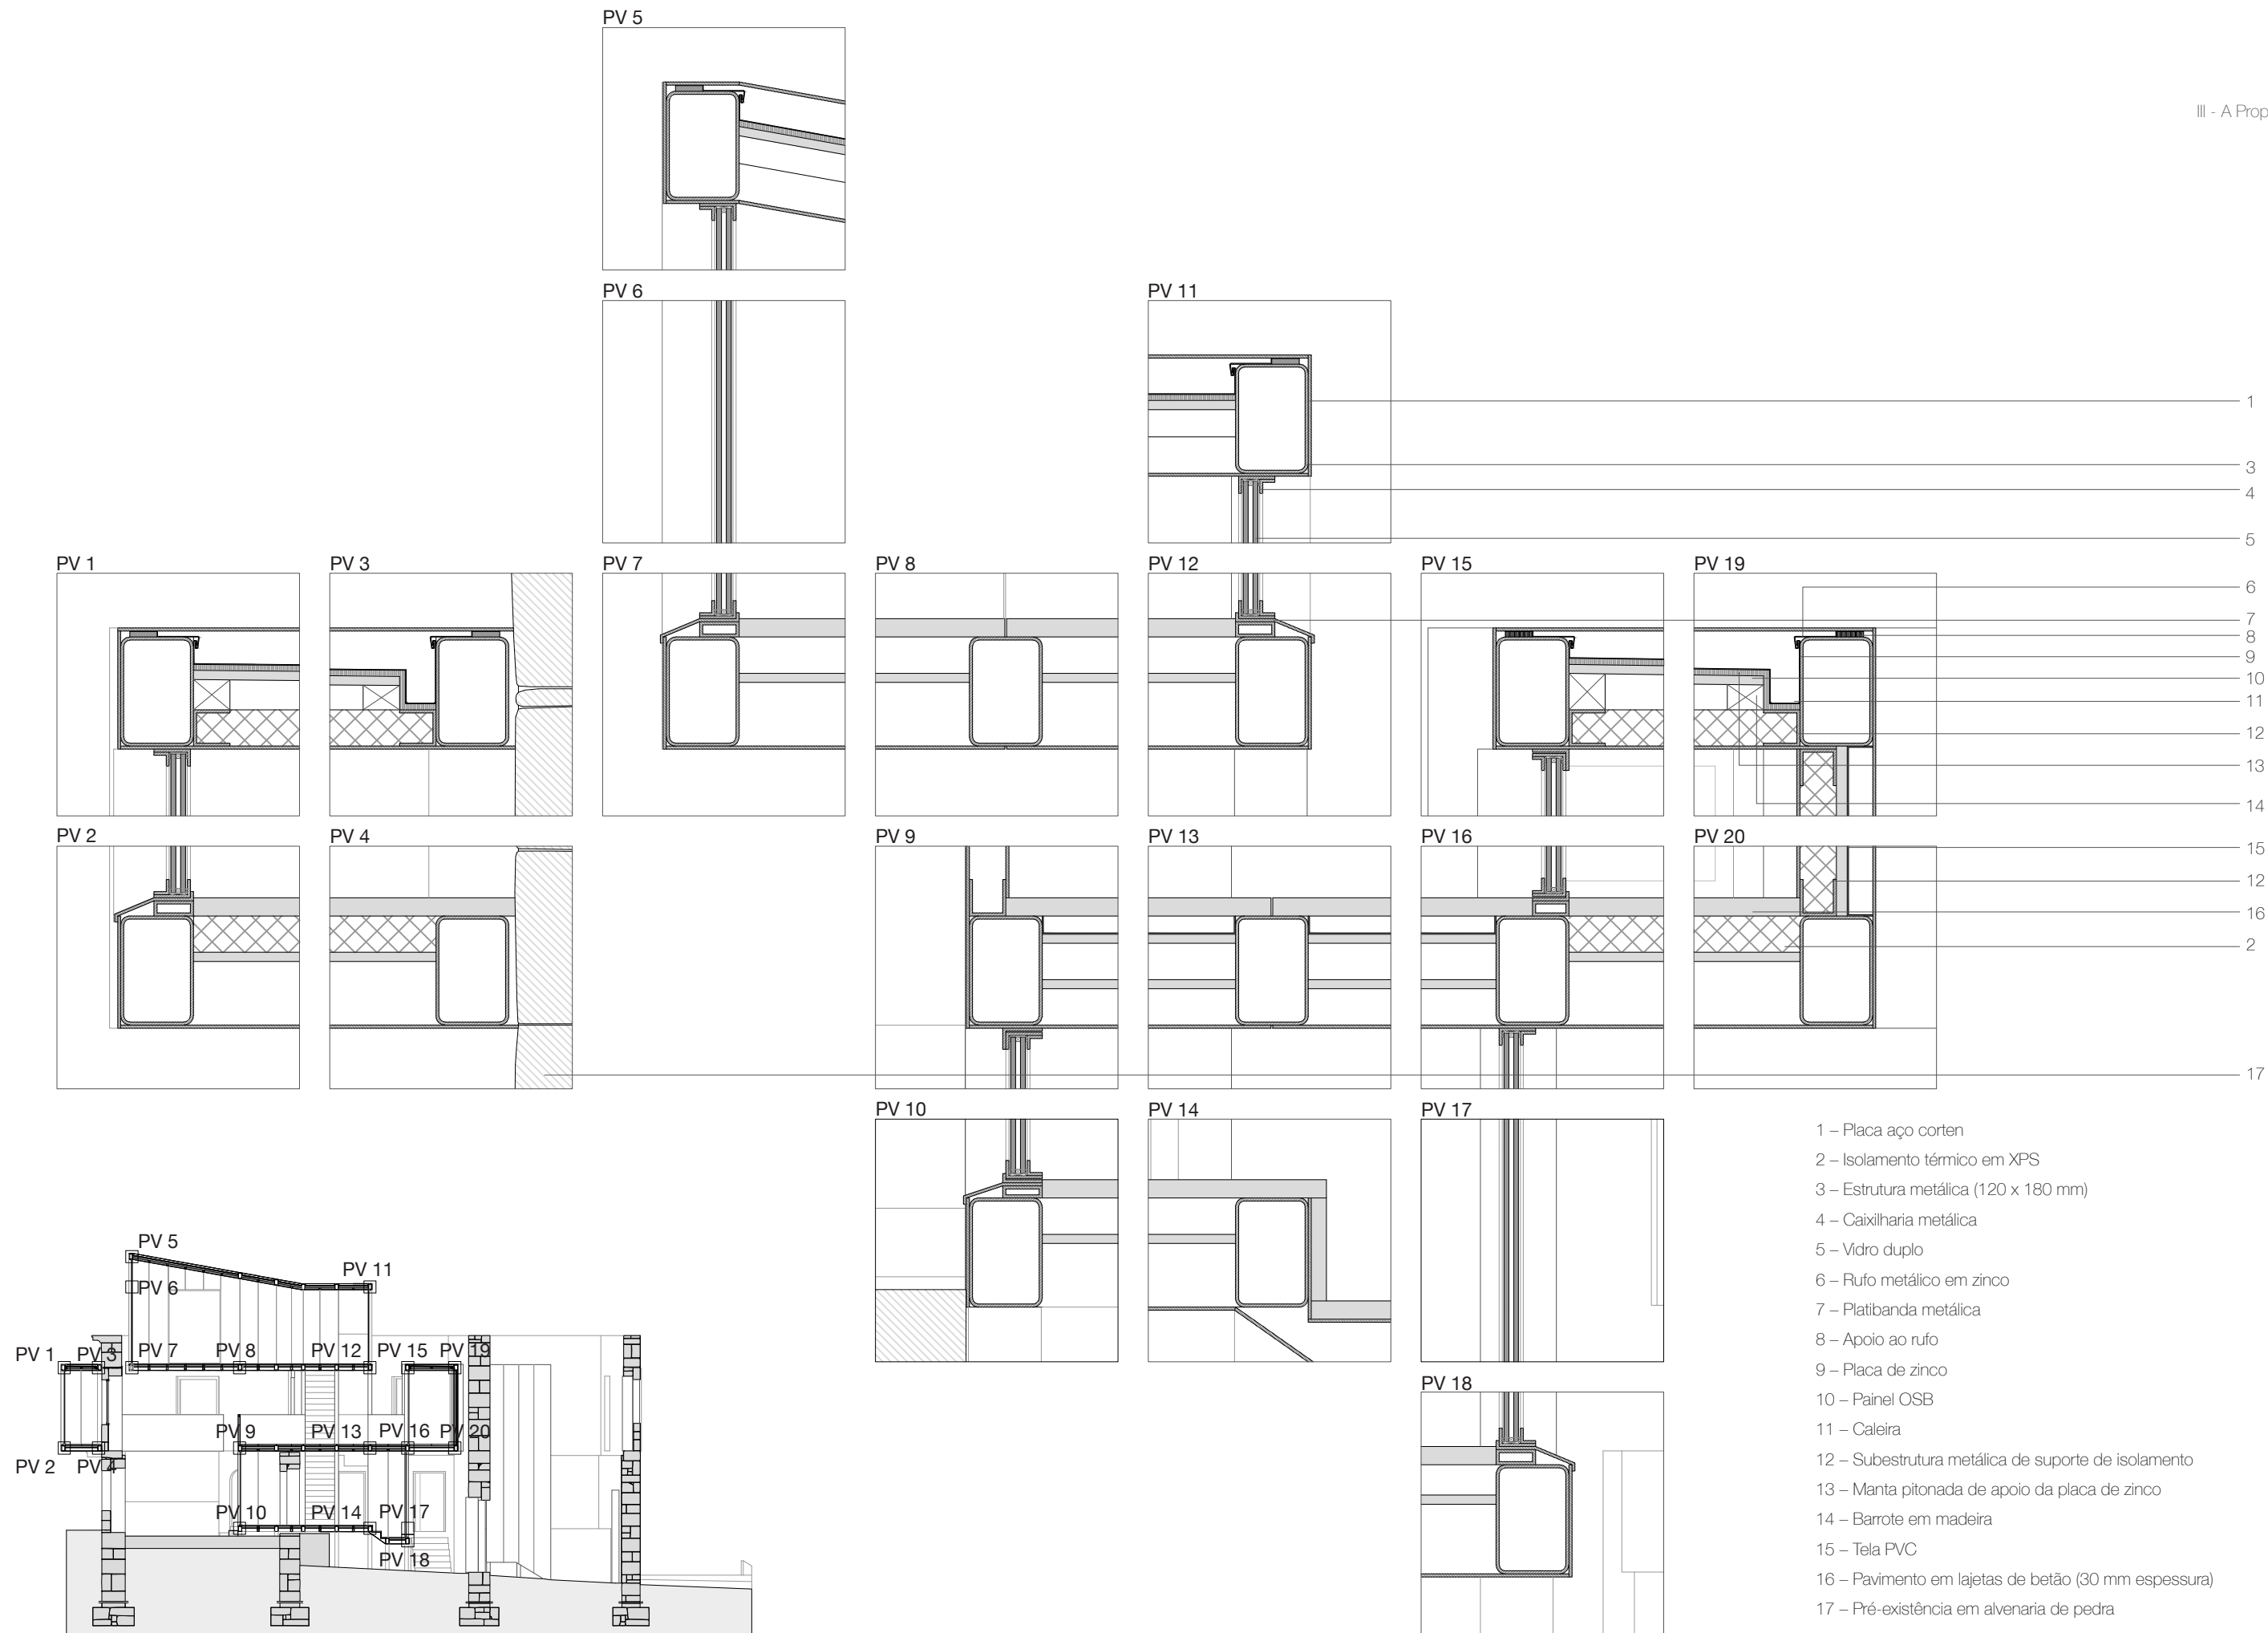 PV 5
III - A Prop
PV 6
PV 11
1
3
4
5
PV 1
PV 3
PV 7
PV 8
PV 12
PV 15
PV 19
6
7
8
9
10
11
12
13
14
PV 2
PV 4
PV 9
PV 13
PV 16
PV 20
15
12
16
2
17
PV 10
PV 14
PV 17
1 – Placa aço corten
2 – Isolamento térmico em XPS
3 – Estrutura metálica (120 x 180 mm)
4 – Caixilharia metálica
5 – Vidro duplo
6 – Rufo metálico em zinco
7 – Platibanda metálica
8 – Apoio ao rufo
9 – Placa de zinco
10 – Painel OSB
11 – Caleira
12 – Subestrutura metálica de suporte de isolamento
13 – Manta pitonada de apoio da placa de zinco
14 – Barrote em madeira
15 – Tela PVC
16 – Pavimento em lajetas de betão (30 mm espessura)
17 – Pré-existência em alvenaria de pedra
PV 18
PV 5
PV 6
PV 11
PV 1
PV 3
PV 7
PV 8
PV 12
PV 15
PV 19
PV 9
PV 13
PV 16
PV 20
PV 2
PV 4
PV 10
PV 14
PV 17
PV 18